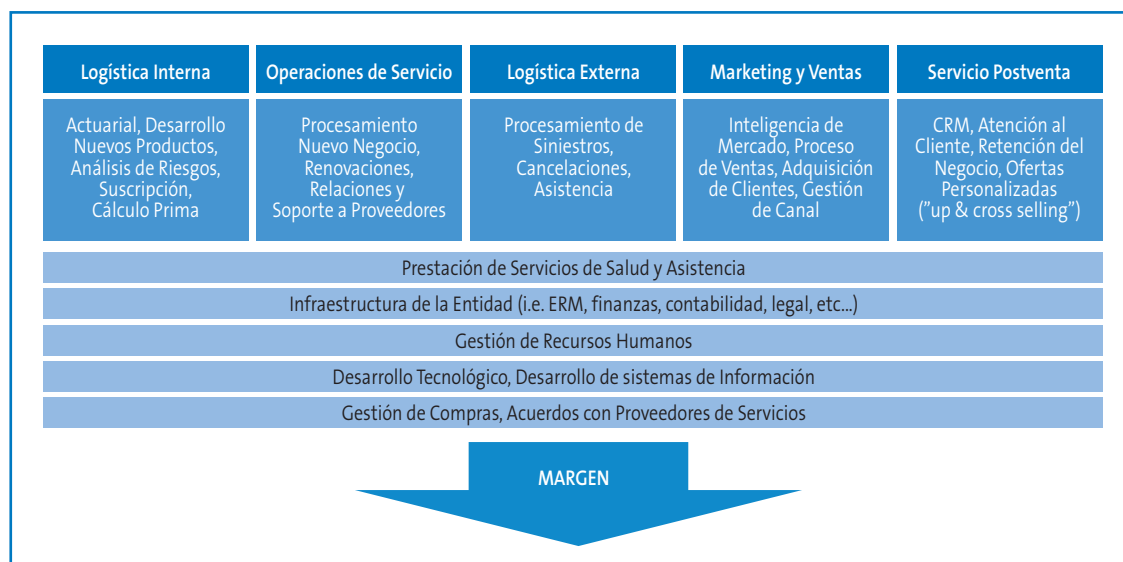 Logística Interna
Actuarial, Desarrollo
Nuevos Productos,
Análisis de Riesgos,
Suscripción,
Cálculo Prima
Operaciones de Servicio
Procesamiento
Nuevo Negocio,
Renovaciones,
Relaciones y
Soporte a Proveedores
Logística Externa
Procesamiento de
Siniestros,
Cancelaciones,
Asistencia
Marketing y Ventas
Inteligencia de
Mercado, Proceso
de Ventas, Adquisición
de Clientes, Gestión
de Canal
Servicio Postventa
CRM, Atención al
Cliente, Retención del
Negocio, Ofertas
Personalizadas
("up & cross selling")
Prestación de Servicios de Salud y Asistencia
Infraestructura de la Entidad (i.e. ERM, finanzas, contabilidad, legal, etc...)
Gestión de Recursos Humanos
Desarrollo Tecnológico, Desarrollo de sistemas de Información
Gestión de Compras, Acuerdos con Proveedores de Servicios
MARGEN